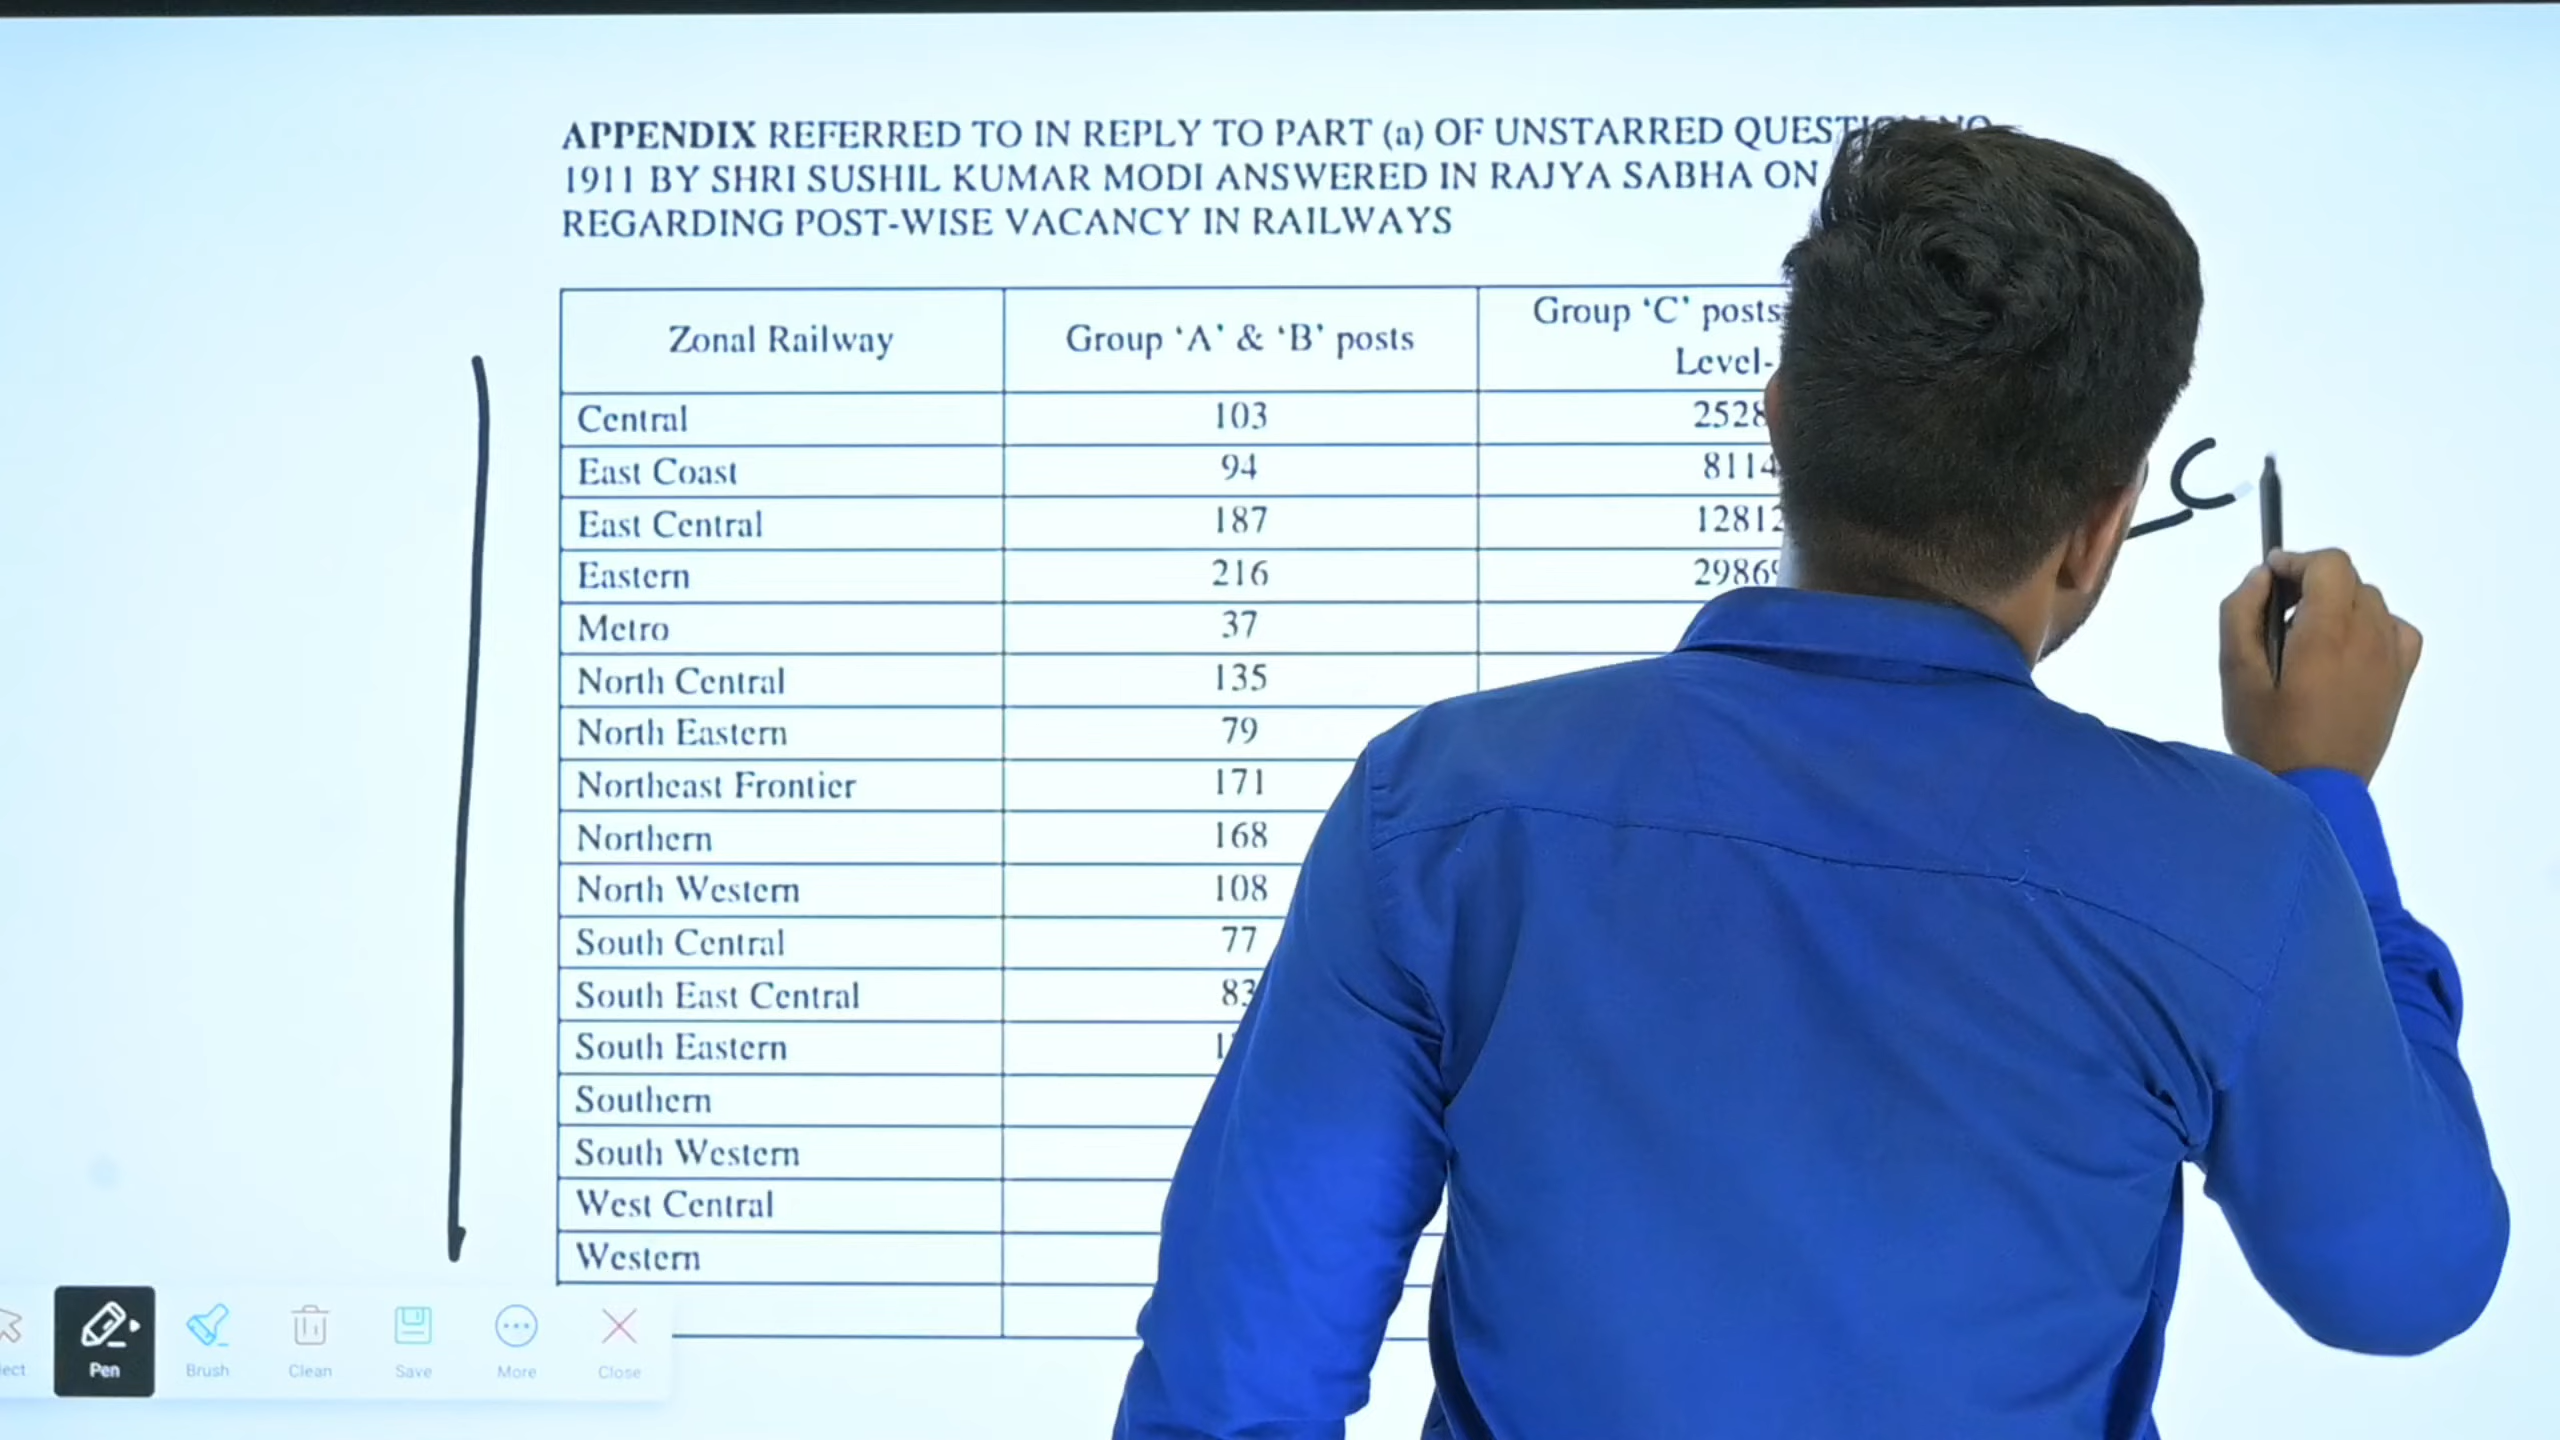 APPENDIX REFERRED TO IN REPLY TO PART (a) OF UNSTARRED
1911 BY SHRI SUSHIL KUMAR MODI ANSWERED IN RAJYA SABHA ON
REGARDING POST-WISE VACANCY IN RAILWAYS
Zonal Railway Group ‘A’ & ‘B’ posts Group ‘C’ posts
Level-
Central 103
East Coast 94 8114
East Central 187
Eastern 216
Metro 37
North Central 135
North Eastern 79
Northeast Frontier 171
Northern 168
North Western 108
South Central 77
South East Central 83
South Eastern
Southern
South Western
West Central
Western
Pen Brush Clean Save More Close